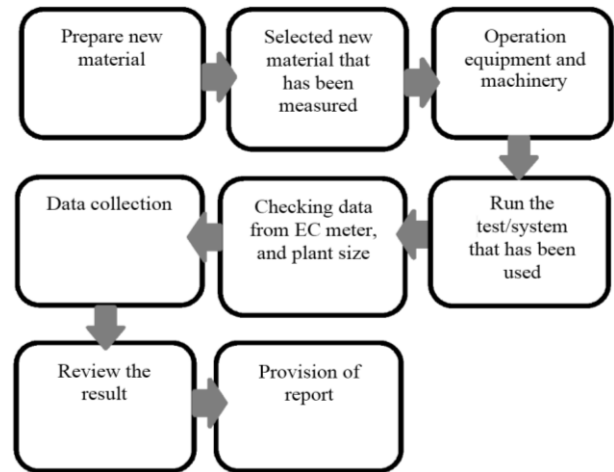 Prepare new
material
Selected new
material that
has been
measured
Operation
equipment and
machinery
Run the
test/system
that has been
used
Checking data
from EC meter,
and plant size
Data collection
Review the
result
Provision of
report